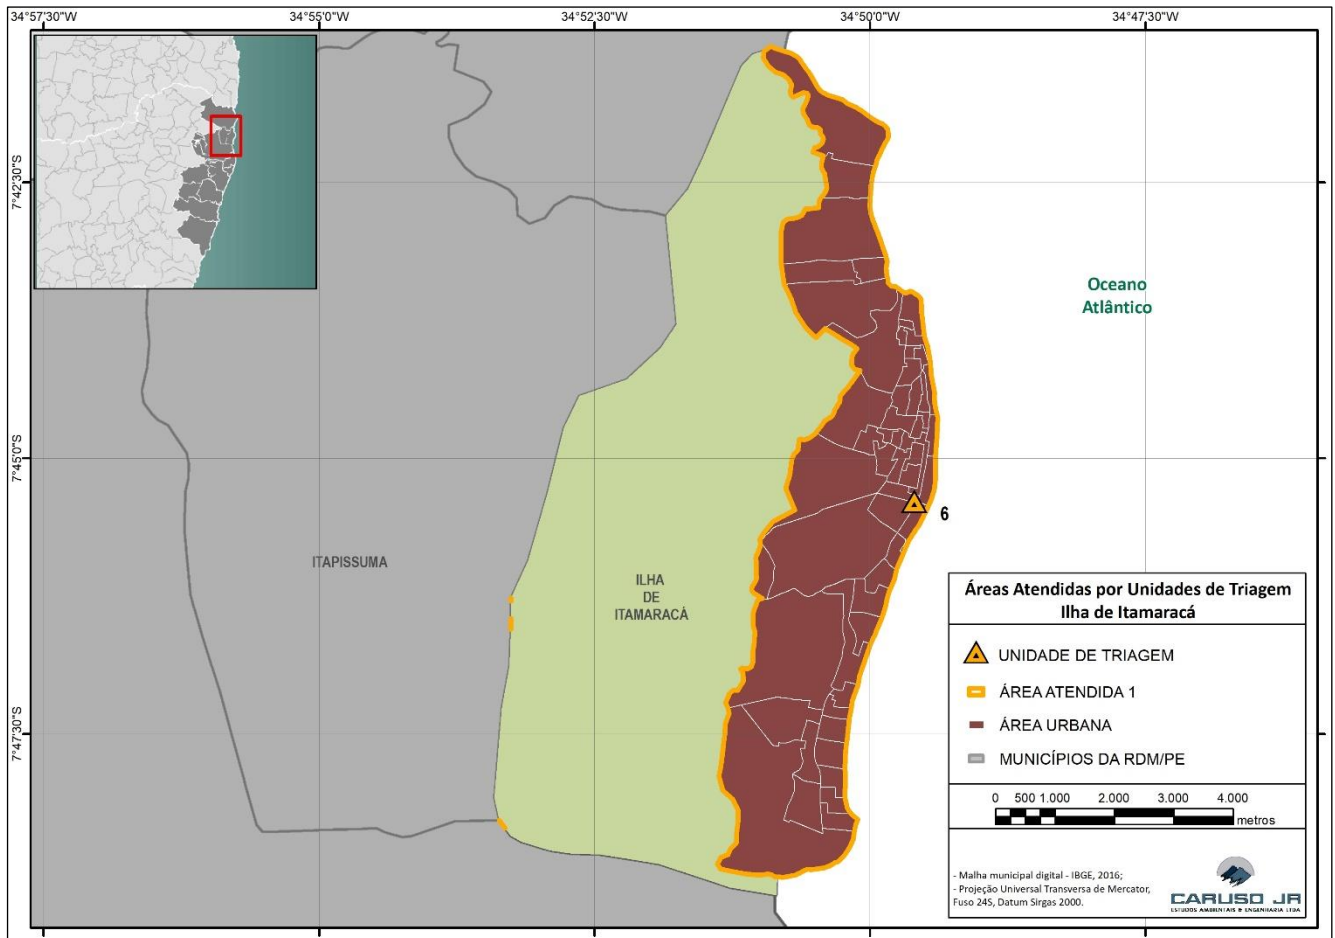 34°57'30"W
34°55'0"W
34°52'30"W
34°50'0"W
34°47'30"W
7°42'30"S
7°45'0"S
7°47'30"S
Oceano
Atlântico
6
ITAPISSUMA
ILHA
DE
ITAMARACÁ
Áreas Atendidas por Unidades de Triagem
Ilha de Itamaracá
UNIDADE DE TRIAGEM
ÁREA ATENDIDA 1
ÁREA URBANA
MUNICÍPIOS DA RDM/PE
0 500 1.000 2.000 3.000 4.000
metros
- Malha municipal digital - IBGE, 2016;
- Projeção Universal Transversa de Mercator,
Fuso 24S, Datum Sirgas 2000.
CARUSO JR
ESTUDOS AMBIENTAIS & ENGENHARIA LTDA